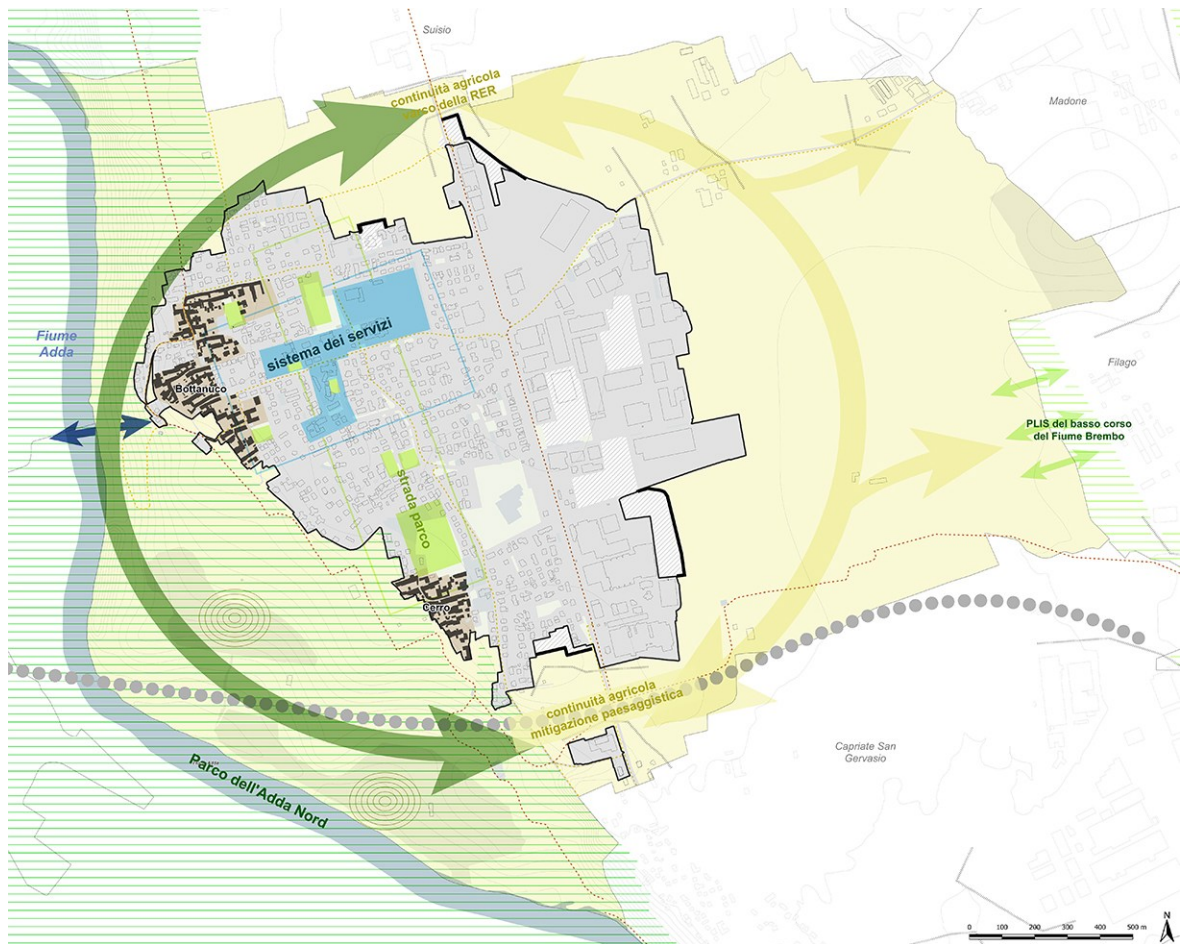 Suisio
continuità agricola
varco della RER
Madone
Fiume
Adda
sistema dei servizi
Bottanuco
Filago
PLIS del basso corso
del Fiume Brembo
strada parco
Cerro
continuità agricola
mitigazione paesaggistica
Capriate San
Gervasio
Parco dell'Adda Nord
N
0 100 200 300 400 500 m